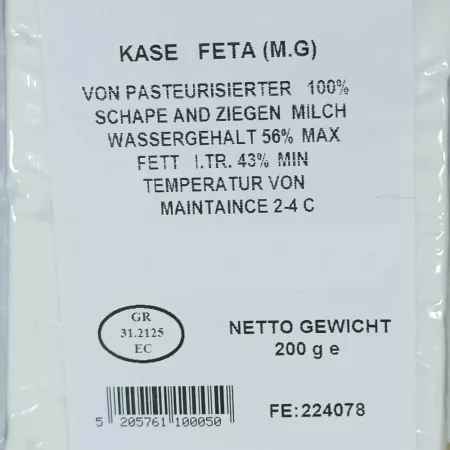 KASE FETA (M.G)
VON PASTEURISIERTER 100%
SCHAPE AND ZIEGEN MILCH
WASSERGEHALT 56% MAX
FETT I.TR. 43% MIN
TEMPERATUR VON
MAINTAINCE 2-4 C
GR
31.2125
EC
NETTO GEWICHT
200 g e
5 205761 100050
FE:224078